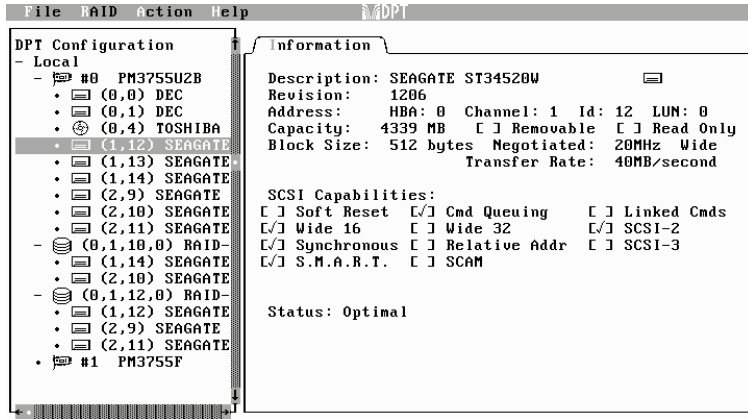 File RAID Action Help DPT
DPT Configuration
- Local
- #0 PM3755U2B
• (0,0) DEC
• (0,1) DEC
• (0,4) TOSHIBA
• (1,12) SEAGATE
• (1,13) SEAGATE
• (1,14) SEAGATE
• (2,9) SEAGATE
• (2,10) SEAGATE
• (2,11) SEAGATE
- (0,1,10,0) RAID-
• (1,14) SEAGATE
• (2,10) SEAGATE
- (0,1,12,0) RAID-
• (1,12) SEAGATE
• (2,9) SEAGATE
• (2,11) SEAGATE
• #1 PM3755F
Information
Description: SEAGATE ST34520W
Revision: 1206
Address: HBA: 0 Channel: 1 Id: 12 LUN: 0
Capacity: 4339 MB [ ] Removable [ ] Read Only
Block Size: 512 bytes Negotiated: 20MHz Wide
Transfer Rate: 40MB/second
SCSI Capabilities:
[ ] Soft Reset [√] Cmd Queuing [ ] Linked Cmds
[√] Wide 16 [ ] Wide 32 [√] SCSI-2
[√] Synchronous [ ] Relative Addr [ ] SCSI-3
[√] S.M.A.R.T. [ ] SCAM
Status: Optimal